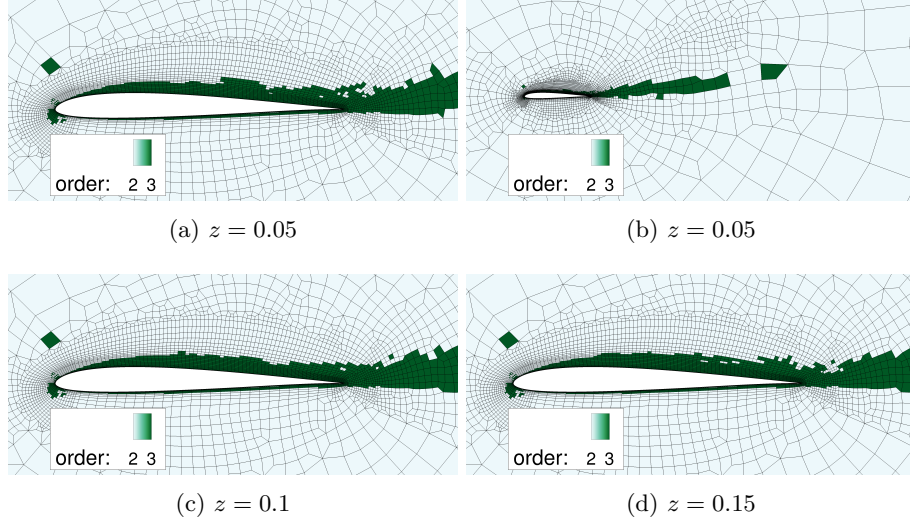 order: 2 3
order: 2 3
(a) z = 0.05
(b) z = 0.05
order: 2 3
order: 2 3
(c) z = 0.1
(d) z = 0.15